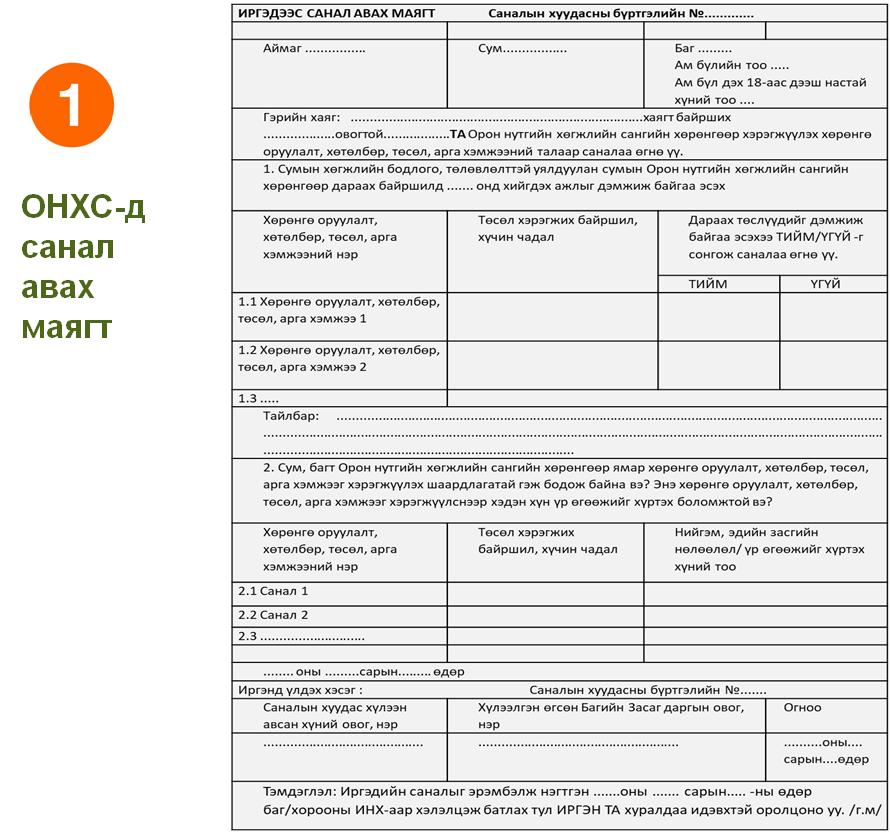 1
ОНХС-д
санал
авах
маягт
ИРГЭДЭЭС САНАЛ АВАХ МАЯГТ Саналын хуудасны бүртгэлийн №.............
Аймаг ................ Сум................. Баг .........
Ам бүлийн тоо .....
Ам бүл дэх 18-аас дээш настай
хүний тоо ....
Гэрийн хаяг: .............................................................................хаягт байрших
...................овогтой.................ТА Орон нутгийн хөгжлийн сангийн хөрөнгөөр хэрэгжүүлэх хөрөнгө
оруулалт, хөтөлбөр, төсөл, арга хэмжээний талаар саналаа өгнө үү.
1. Сумын хөгжлийн бодлого, төлөвлөлттэй уялдуулан сумын Орон нутгийн хөгжлийн сангийн
хөрөнгөөр дараах байршилд ....... онд хийгдэх ажлыг дэмжиж байгаа эсэх
Хөрөнгө оруулалт,
хөтөлбөр, төсөл, арга
хэмжээний нэр
Төсөл хэрэгжих байршил,
хүчин чадал
Дараах төслүүдийг дэмжиж
байгаа эсэхээ ТИЙМ/ҮГҮЙ -г
сонгож саналаа өгнө үү.
ТИЙМ ҮГҮЙ
1.1 Хөрөнгө оруулалт, хөтөлбөр,
төсөл, арга хэмжээ 1
1.2 Хөрөнгө оруулалт, хөтөлбөр,
төсөл, арга хэмжээ 2
1.3 .....
Тайлбар: ................................................................................................................................................
...................................................................................................................................................................
..................................................................................
2. Сум, багт Орон нутгийн хөгжлийн сангийн хөрөнгөөр ямар хөрөнгө оруулалт, хөтөлбөр, төсөл,
арга хэмжээг хэрэгжүүлэх шаардлагатай гэж бодож байна вэ? Энэ хөрөнгө оруулалт, хөтөлбөр,
төсөл, арга хэмжээг хэрэгжүүлснээр хэдэн хүн үр өгөөжийг хүртэх боломжтой вэ?
Хөрөнгө оруулалт,
хөтөлбөр, төсөл, арга
хэмжээний нэр
Төсөл хэрэгжих
байршил, хүчин чадал
Нийгэм, эдийн засгийн
нөлөөлөл/ үр өгөөжийг хүртэх
хүний тоо
2.1 Санал 1
2.2 Санал 2
2.3 ............................
........ оны .........сарын......... өдөр
Иргэнд үлдэх хэсэг : Саналын хуудасны бүртгэлийн №.......
Саналын хуудас хүлээн
авсан хүний овог, нэр
Хүлээлгэн өгсөн Багийн Засаг даргын овог,
нэр
Огноо
.......................................... ..................................................... ..........оны....
сарын....өдөр
Тэмдэглэл: Иргэдийн саналыг эрэмбэлж нэгтгэн .......оны ....... сарын..... -ны өдөр
баг/хорооны ИНХ-аар хэлэлцэж батлах тул ИРГЭН ТА хуралдаа идэвхтэй оролцоно уу. /г.м/